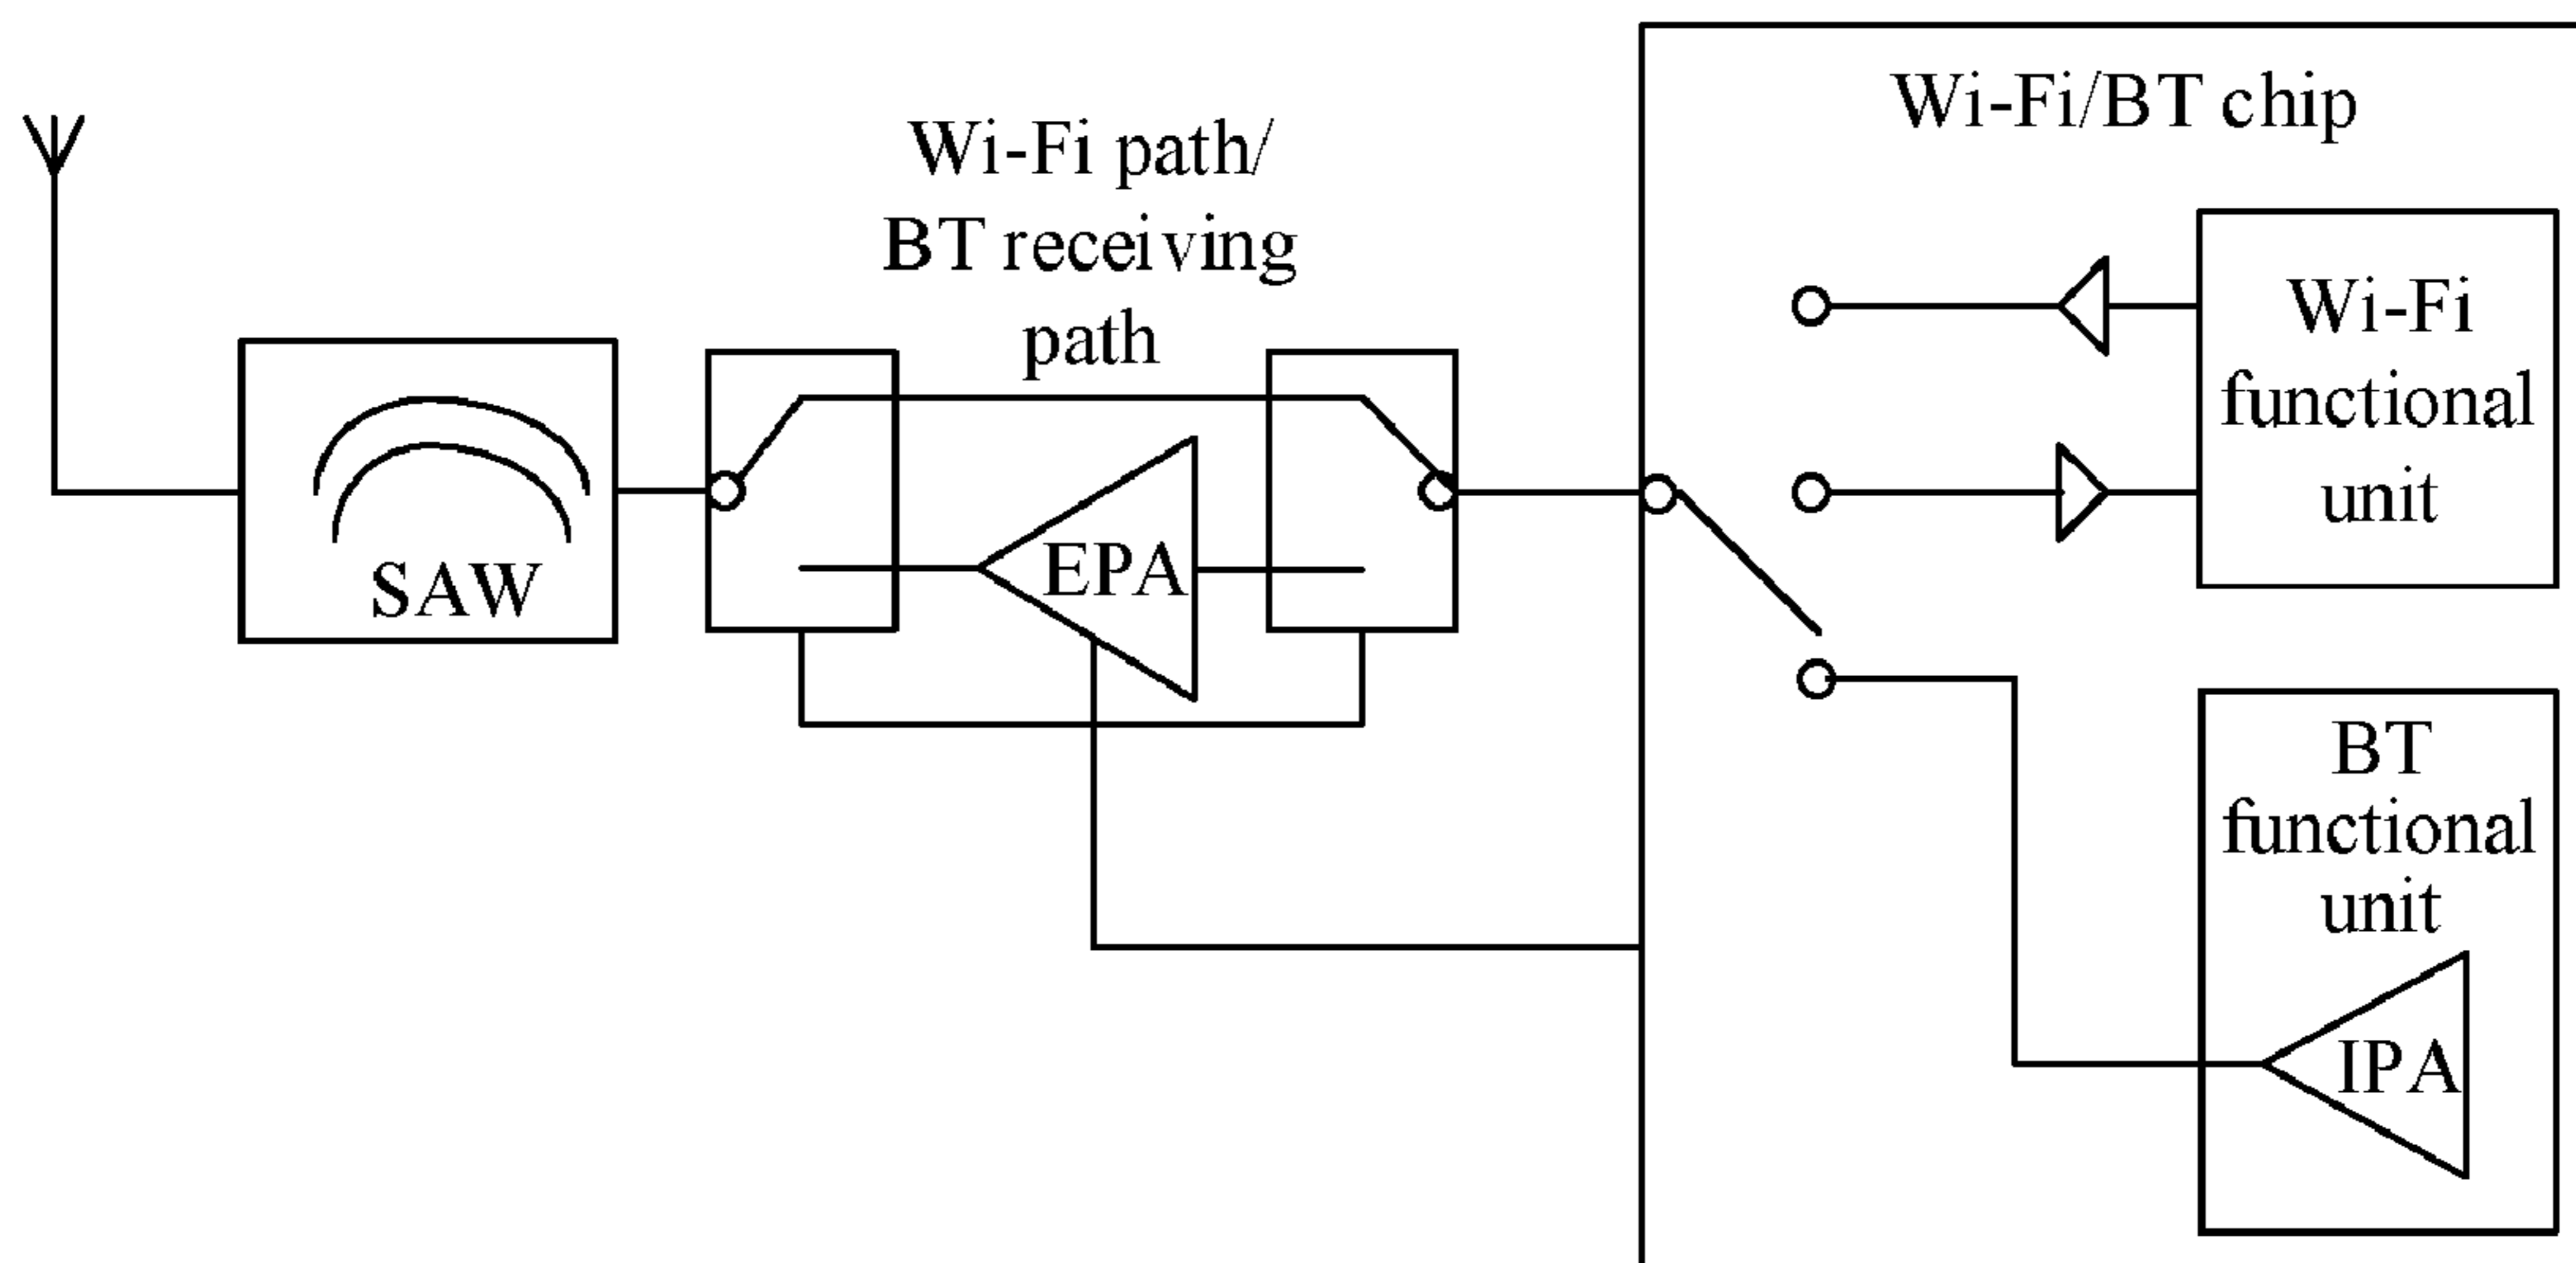 Wi-Fi/BT chip
Wi-Fi path/
BT receiving
path
Wi-Fi
functional
unit
SAW
EPA
BT
functional
unit
IPA